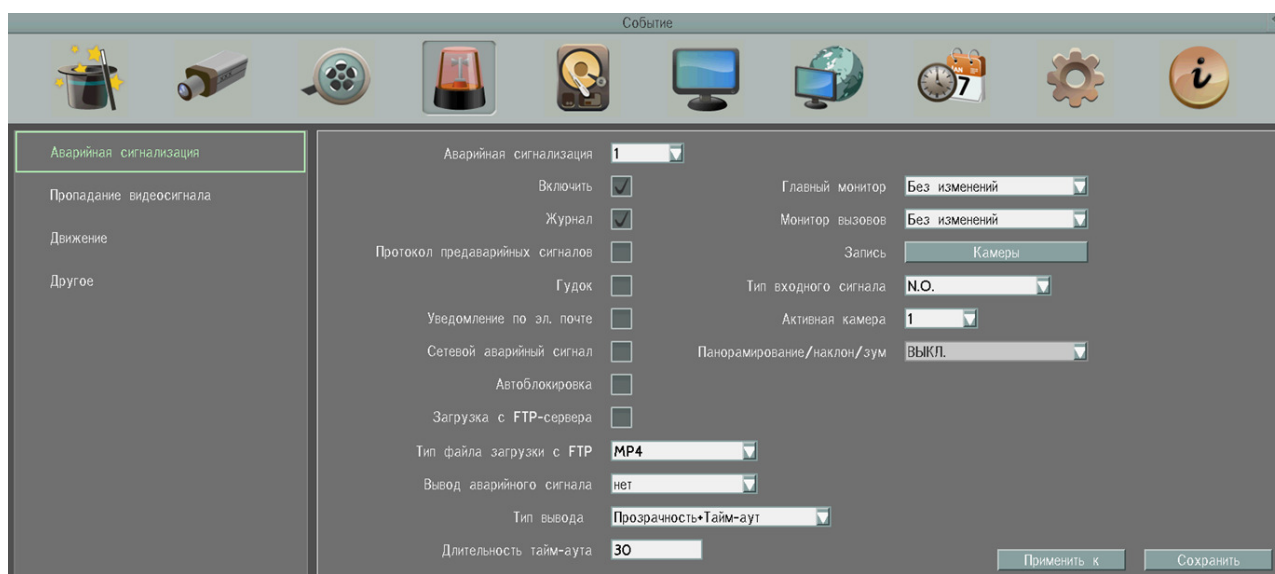 Событие
JAN
7
i
Аварийная сигнализация
Пропадание видеосигнала
Движение
Другое
Аварийная сигнализация 1
Включить
Журнал
Протокол предаварийных сигналов
Гудок
Уведомление по эл. почте
Сетевой аварийный сигнал
Автоблокировка
Загрузка с FTP-сервера
Тип файла загрузки с FTP MP4
Вывод аварийного сигнала нет
Тип вывода Прозрачность+Тайм-аут
Длительность тайм-аута 30
Главный монитор Без изменений
Монитор вызовов Без изменений
Запись Камеры
Тип входного сигнала N.O.
Активная камера 1
Панорамирование/наклон/зум ВЫКЛ.
Применить к Сохранить